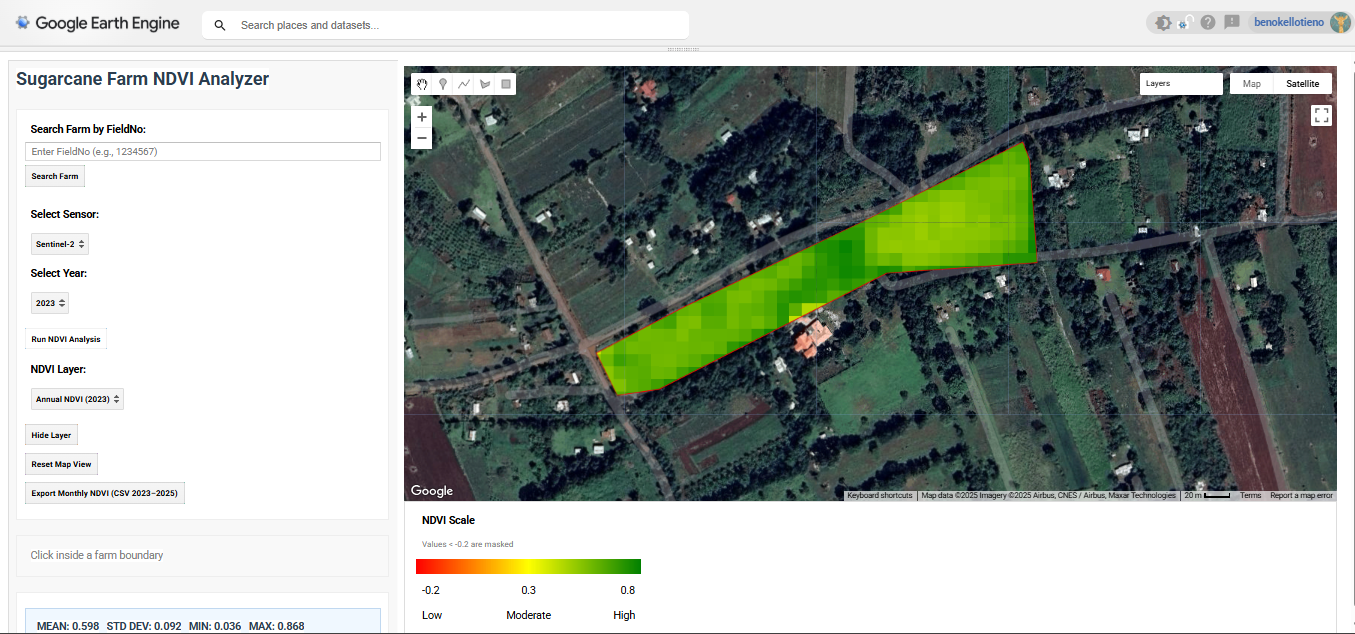 Google Earth Engine
Search places and datasets...
benokellotieno
Sugarcane Farm NDVI Analyzer
Search Farm by FieldNo:
Enter FieldNo (e.g., 1234567)
Search Farm
Select Sensor:
Sentinel-2
Select Year:
2023
Run NDVI Analysis
NDVI Layer:
Annual NDVI (2023)
Hide Layer
Reset Map View
Export Monthly NDVI (CSV 2023–2025)
Click inside a farm boundary
MEAN: 0.598 STD DEV: 0.092 MIN: 0.036 MAX: 0.868
Layers
Map Satellite
+
−
Google
Keyboard shortcuts Map data ©2025 Imagery ©2025 Airbus, CNES / Airbus, Maxar Technologies 20 m Terms Report a map error
NDVI Scale
Values < -0.2 are masked
-0.2 0.3 0.8
Low Moderate High